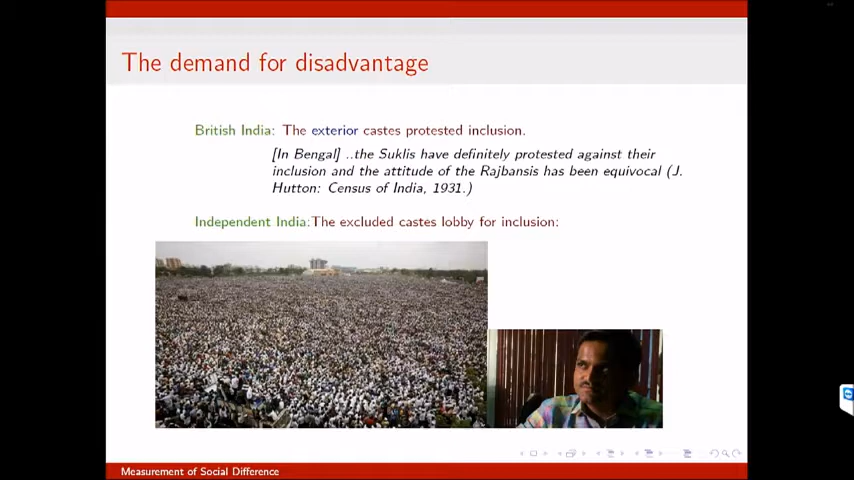 The demand for disadvantage
British India: The exterior castes protested inclusion.
[In Bengal] ..the Suklis have definitely protested against their
inclusion and the attitude of the Rajbansis has been equivocal (J.
Hutton: Census of India, 1931.)
Independent India:The excluded castes lobby for inclusion:
Measurement of Social Difference